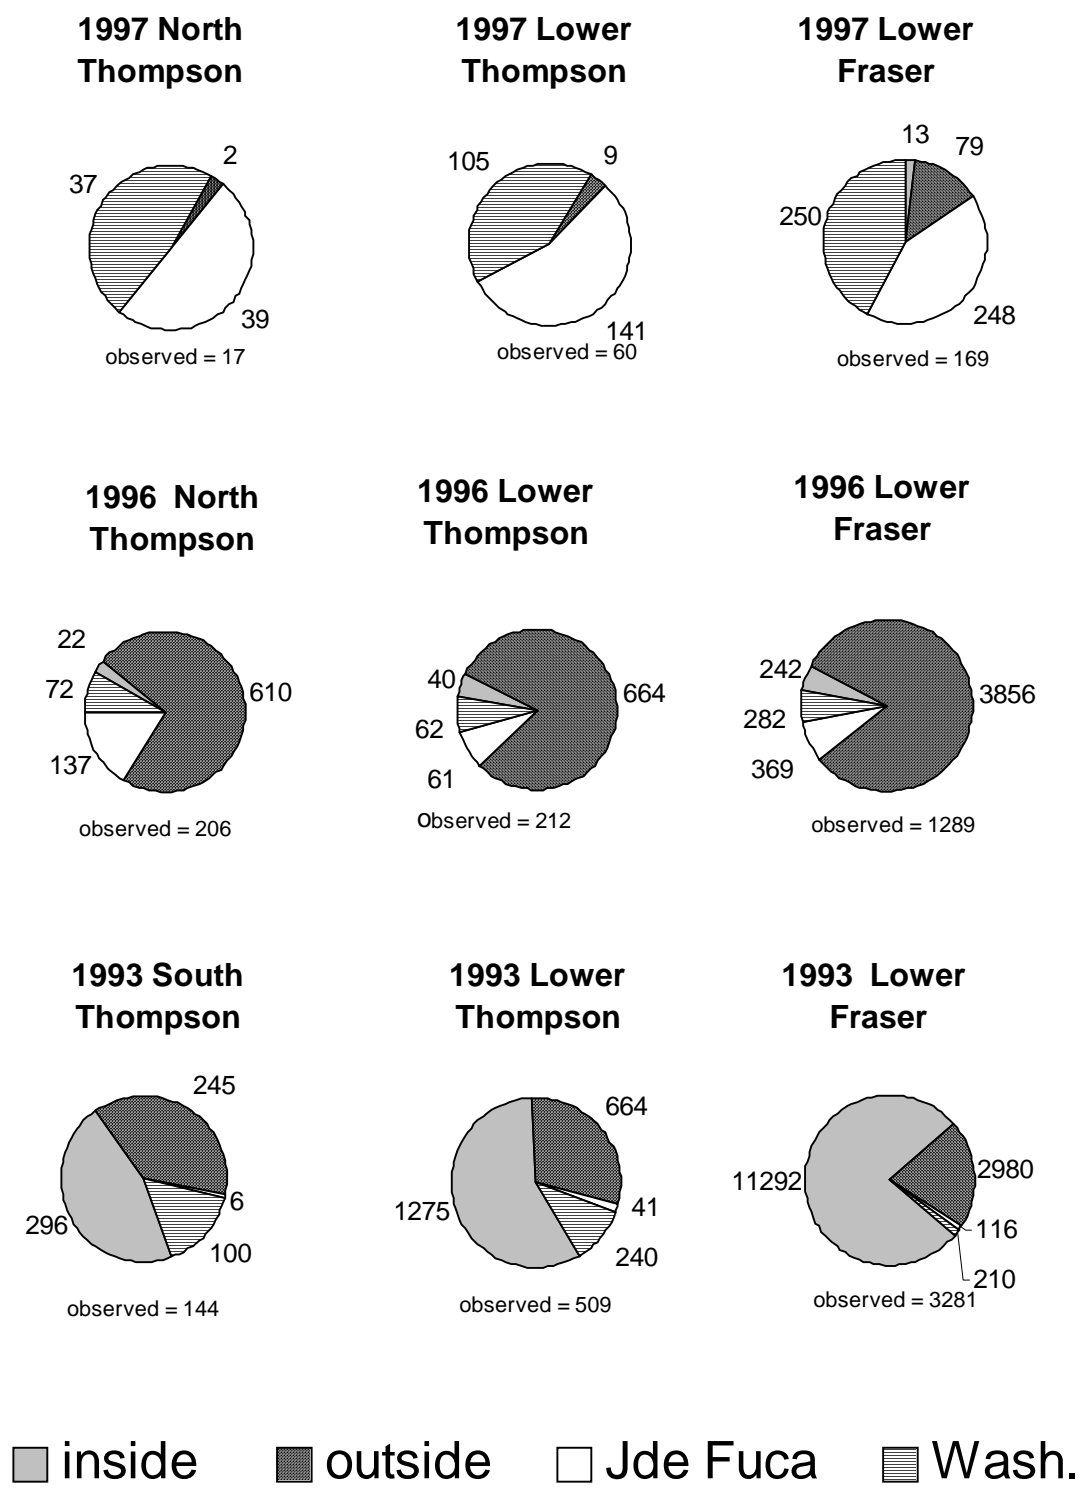 1997 North
Thompson
1997 Lower
Thompson
1997 Lower
Fraser
2
37
39
observed = 17
9
105
141
observed = 60
13
79
250
248
observed = 169
1996  North
Thompson
1996 Lower
Thompson
1996 Lower
Fraser
22
72
610
137
observed = 206
40
664
62
61
Observed = 212
242
3856
282
369
observed = 1289
1993 South
Thompson
1993 Lower
Thompson
1993  Lower
Fraser
245
6
296
100
observed = 144
664
1275
41
240
observed = 509
11292
2980
116
210
observed = 3281
inside
outside
Jde Fuca
Wash.